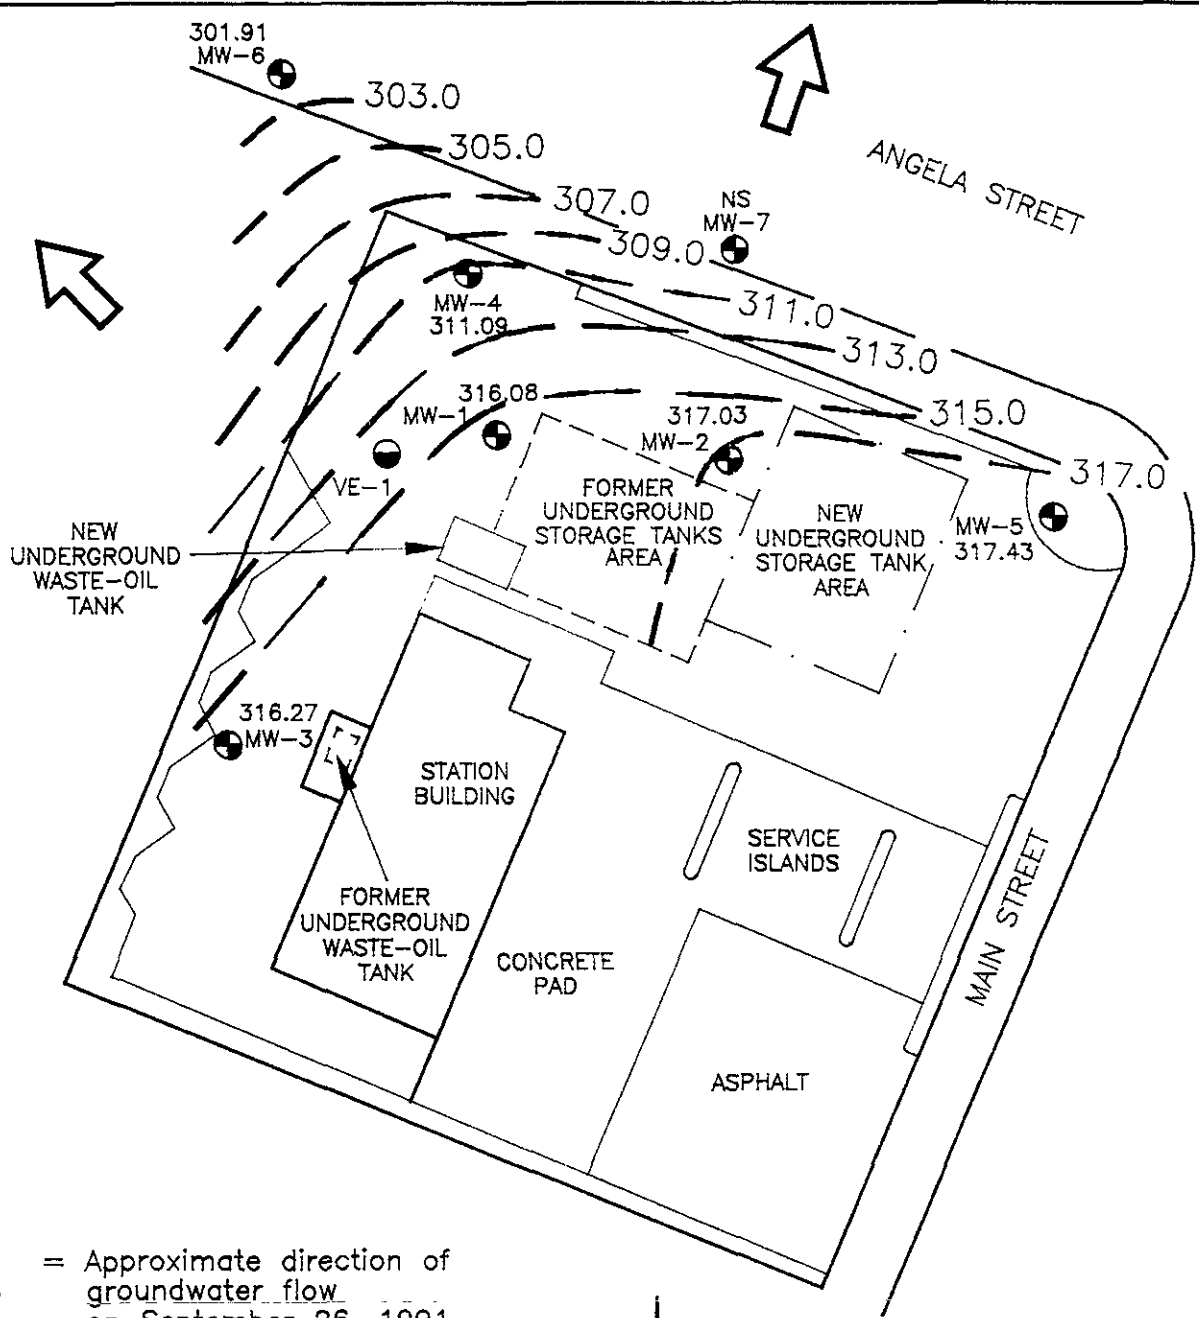 301.91
MW-6
303.0
305.0
307.0
309.0
311.0
313.0
315.0
317.0
ANGELA STREET
NS
MW-7
MW-4
311.09
316.08
MW-1
317.03
MW-2
VE-1
FORMER
UNDERGROUND
STORAGE TANKS
AREA
NEW
UNDERGROUND
STORAGE TANK
AREA
MW-5
317.43
NEW
UNDERGROUND
WASTE-OIL
TANK
316.27
MW-3
STATION
BUILDING
SERVICE
ISLANDS
MAIN STREET
FORMER
UNDERGROUND
WASTE-OIL
TANK
CONCRETE
PAD
ASPHALT
= Approximate direction of
groundwater flow
on September 26, 1991